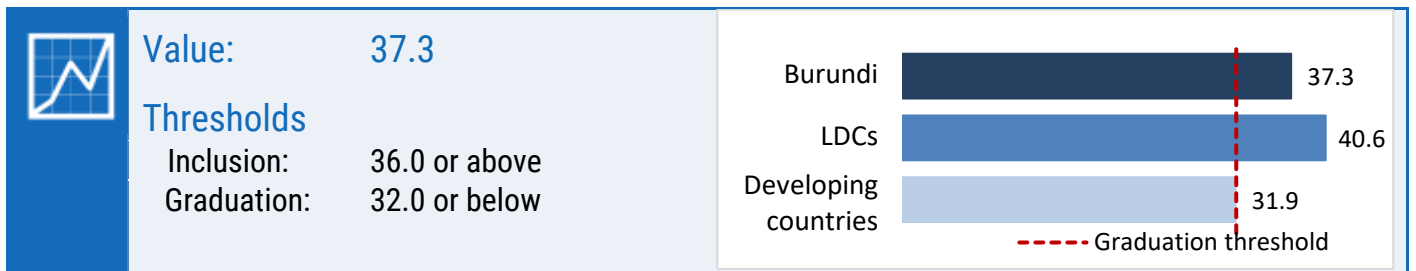 Value: 37.3
Thresholds
Inclusion: 36.0 or above
Graduation: 32.0 or below
Burundi 37.3
LDCs 40.6
Developing
countries 31.9
Graduation threshold